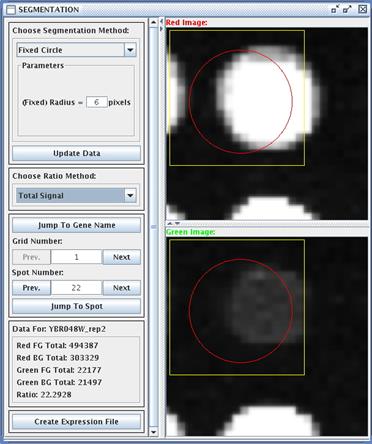 SEGMENTATION
Choose Segmentation Method:
Fixed Circle
Parameters
(Fixed) Radius = 6 pixels
Update Data
Choose Ratio Method:
Total Signal
Jump To Gene Name
Grid Number:
Prev. 1 Next
Spot Number:
Prev. 22 Next
Jump To Spot
Data For: YBR048W_rep2
Red FG Total: 494387
Red BG Total: 303329
Green FG Total: 22177
Green BG Total: 21497
Ratio: 22.2928
Create Expression File
Red Image:
Green Image: